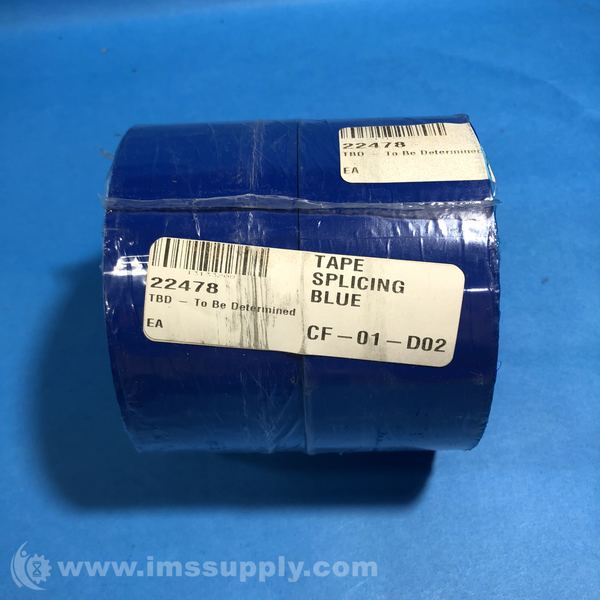 22478
TBD - To Be Determined
EA
22478
TBD - To Be Determined
EA
TAPE
SPLICING
BLUE
CF-01-D02
© www.imssupply.com